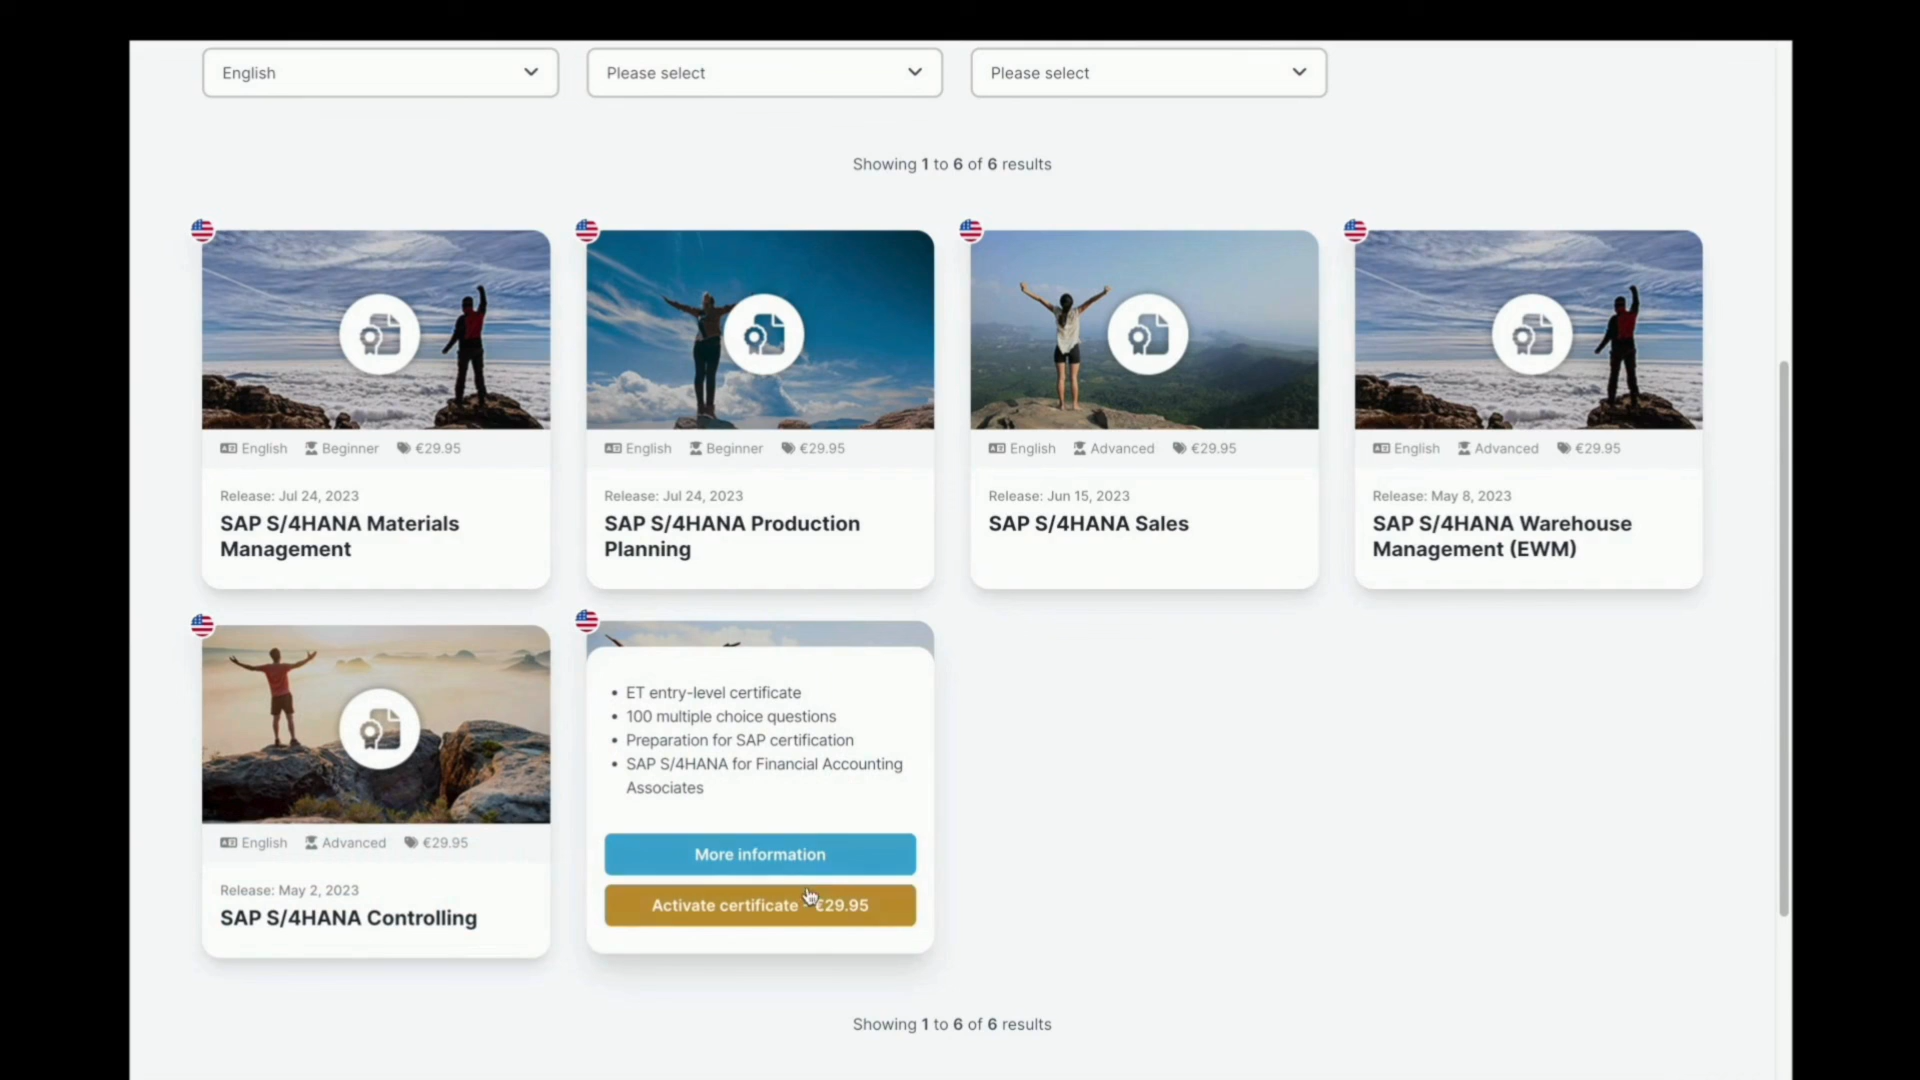 English
Please select
Please select
Showing 1 to 6 of 6 results
English Beginner €29.95
Release: Jul 24, 2023
SAP S/4HANA Materials
Management
English Beginner €29.95
Release: Jul 24, 2023
SAP S/4HANA Production
Planning
English Advanced €29.95
Release: Jun 15, 2023
SAP S/4HANA Sales
English Advanced €29.95
Release: May 8, 2023
SAP S/4HANA Warehouse
Management (EWM)
English Advanced €29.95
Release: May 2, 2023
SAP S/4HANA Controlling
• ET entry-level certificate
• 100 multiple choice questions
• Preparation for SAP certification
• SAP S/4HANA for Financial Accounting
Associates
More information
Activate certificate - €29.95
Showing 1 to 6 of 6 results